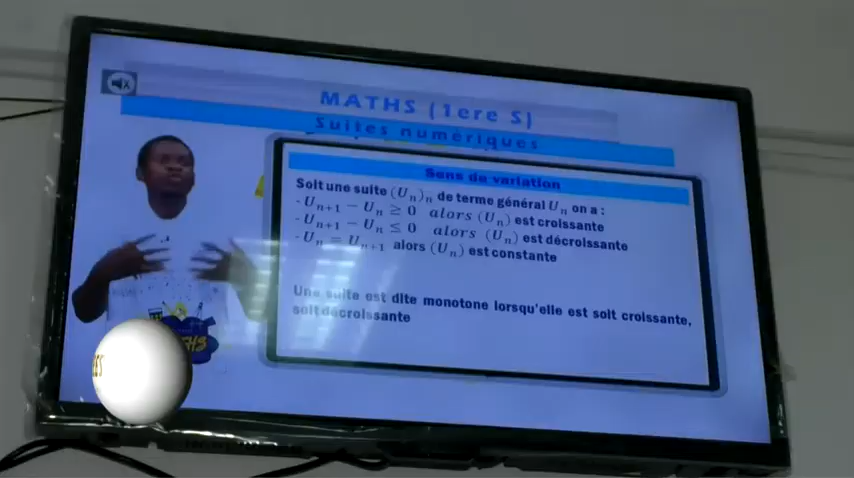 MATHS (1ere S)
Suites numériques
Sens de variation
Soit une suite (Uₙ)ₙ de terme général Uₙ on a :
- Uₙ₊₁ − Uₙ ≥ 0 alors (Uₙ) est croissante
- Uₙ₊₁ − Uₙ ≤ 0 alors (Uₙ) est décroissante
- Uₙ = Uₙ₊₁ alors (Uₙ) est constante
Une suite est dite monotone lorsqu'elle est soit croissante,
soit décroissante